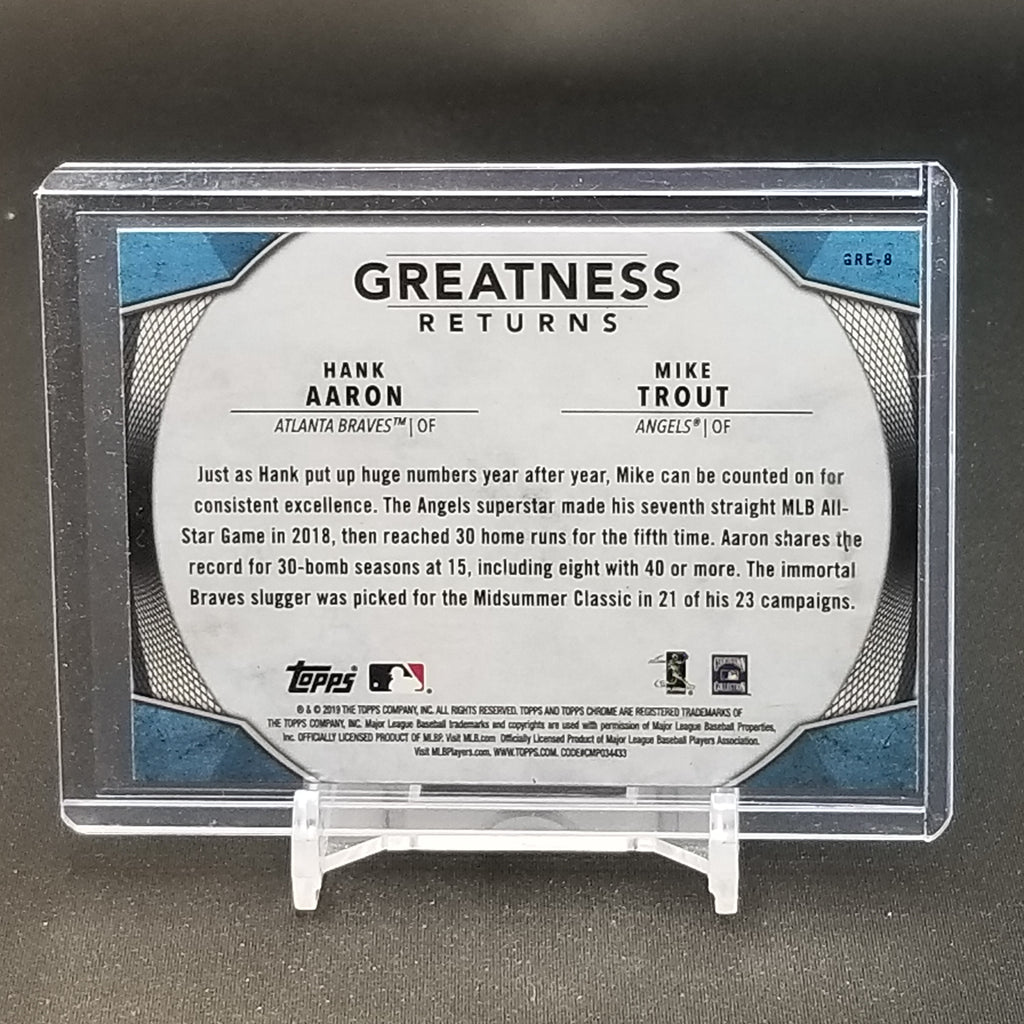 GRE-8
GREATNESS
RETURNS
HANK
AARON
ATLANTA BRAVES™ | OF
MIKE
TROUT
ANGELS® | OF
Just as Hank put up huge numbers year after year, Mike can be counted on for
consistent excellence. The Angels superstar made his seventh straight MLB All-
Star Game in 2018, then reached 30 home runs for the fifth time. Aaron shares the
record for 30-bomb seasons at 15, including eight with 40 or more. The immortal
Braves slugger was picked for the Midsummer Classic in 21 of his 23 campaigns.
Topps®
® & © 2019 THE TOPPS COMPANY, INC. ALL RIGHTS RESERVED. TOPPS AND TOPPS CHROME ARE REGISTERED TRADEMARKS OF
THE TOPPS COMPANY, INC. Major League Baseball trademarks and copyrights are used with permission of Major League Baseball Properties,
Inc. OFFICIALLY LICENSED PRODUCT OF MLBP. Visit MLB.com Officially Licensed Product of Major League Baseball Players Association.
Visit MLBPlayers.com. WWW.TOPPS.COM. CODE#CMP034433